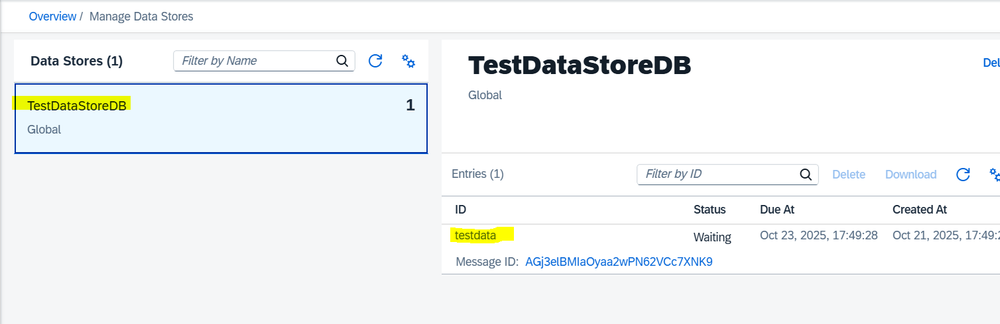 Overview / Manage Data Stores
Data Stores (1)
Filter by Name
TestDataStoreDB
1
Global
TestDataStoreDB
Del
Global
Entries (1)
Filter by ID
Delete
Download
ID Status Due At Created At
testdata Waiting Oct 23, 2025, 17:49:28 Oct 21, 2025, 17:49:2
Message ID: AGj3elBMIaOyaa2wPN62VCc7XNK9